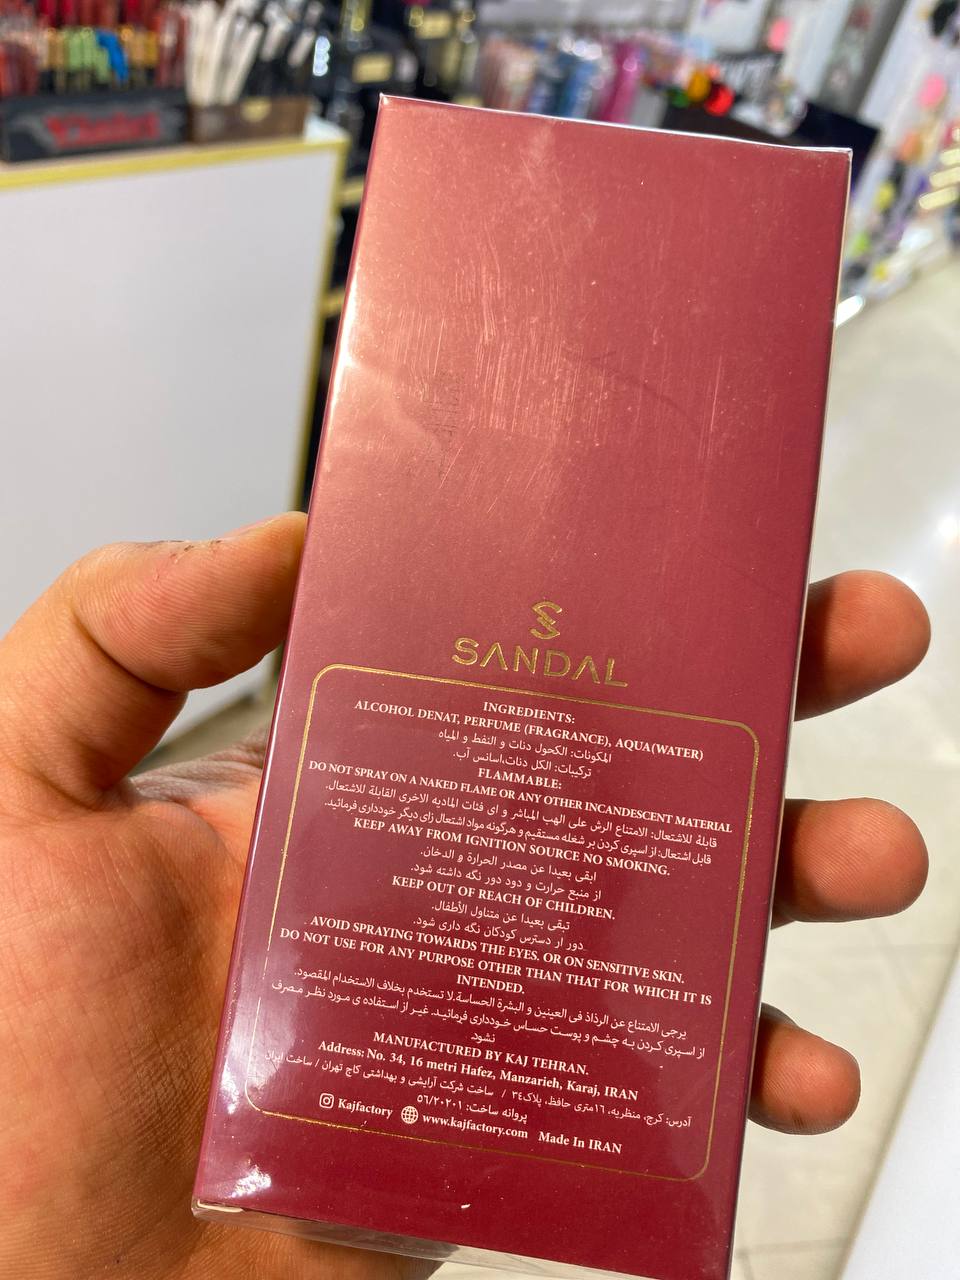 SANDAL
INGREDIENTS:
ALCOHOL DENAT, PERFUME (FRAGRANCE), AQUA(WATER)
المكونات: الكحول دنات و النفط و المياه
تركيبات: الكل دنات،اسانس آب.
FLAMMABLE:
DO NOT SPRAY ON A NAKED FLAME OR ANY OTHER INCANDESCENT MATERIAL
قابلة للاشتعال: الامتناع الرش على الهب المباشر و اى فئات الماديه الاخرى القابلة للاشتعال.
قابل اشتعال: از اسپری کردن بر شعله مستقیم و هرگونه مواد اشتعال زای دیگر خودداری فرمائید.
KEEP AWAY FROM IGNITION SOURCE NO SMOKING.
ابقى بعيدا عن مصدر الحرارة و الدخان.
از منبع حرارت و دود دور نگه داشته شود.
KEEP OUT OF REACH OF CHILDREN.
تبقى بعيدا عن متناول الأطفال.
دور از دسترس کودکان نگه داری شود.
AVOID SPRAYING TOWARDS THE EYES. OR ON SENSITIVE SKIN.
DO NOT USE FOR ANY PURPOSE OTHER THAN THAT FOR WHICH IT IS
INTENDED.
يرجى الامتناع عن الرذاذ فى العينين و البشرة الحساسة.لا تستخدم بخلاف الاستخدام المقصود.
از اسپری کردن به چشم و پوست حساس خودداری فرمائید. غیر از استفاده ی مورد نظر مصرف
نشود
MANUFACTURED BY KAJ TEHRAN.
Address: No. 34, 16 metri Hafez, Manzarieh, Karaj, IRAN
آدرس: کرج، منظریه، ۱۶متری حافظ، پلاک۳۴ / ساخت شرکت آرایشی و بهداشتی کاج تهران / ساخت ایران
پروانه ساخت: ۵۶/۲۰۲۰۱
Kajfactory www.kajfactory.com Made In IRAN